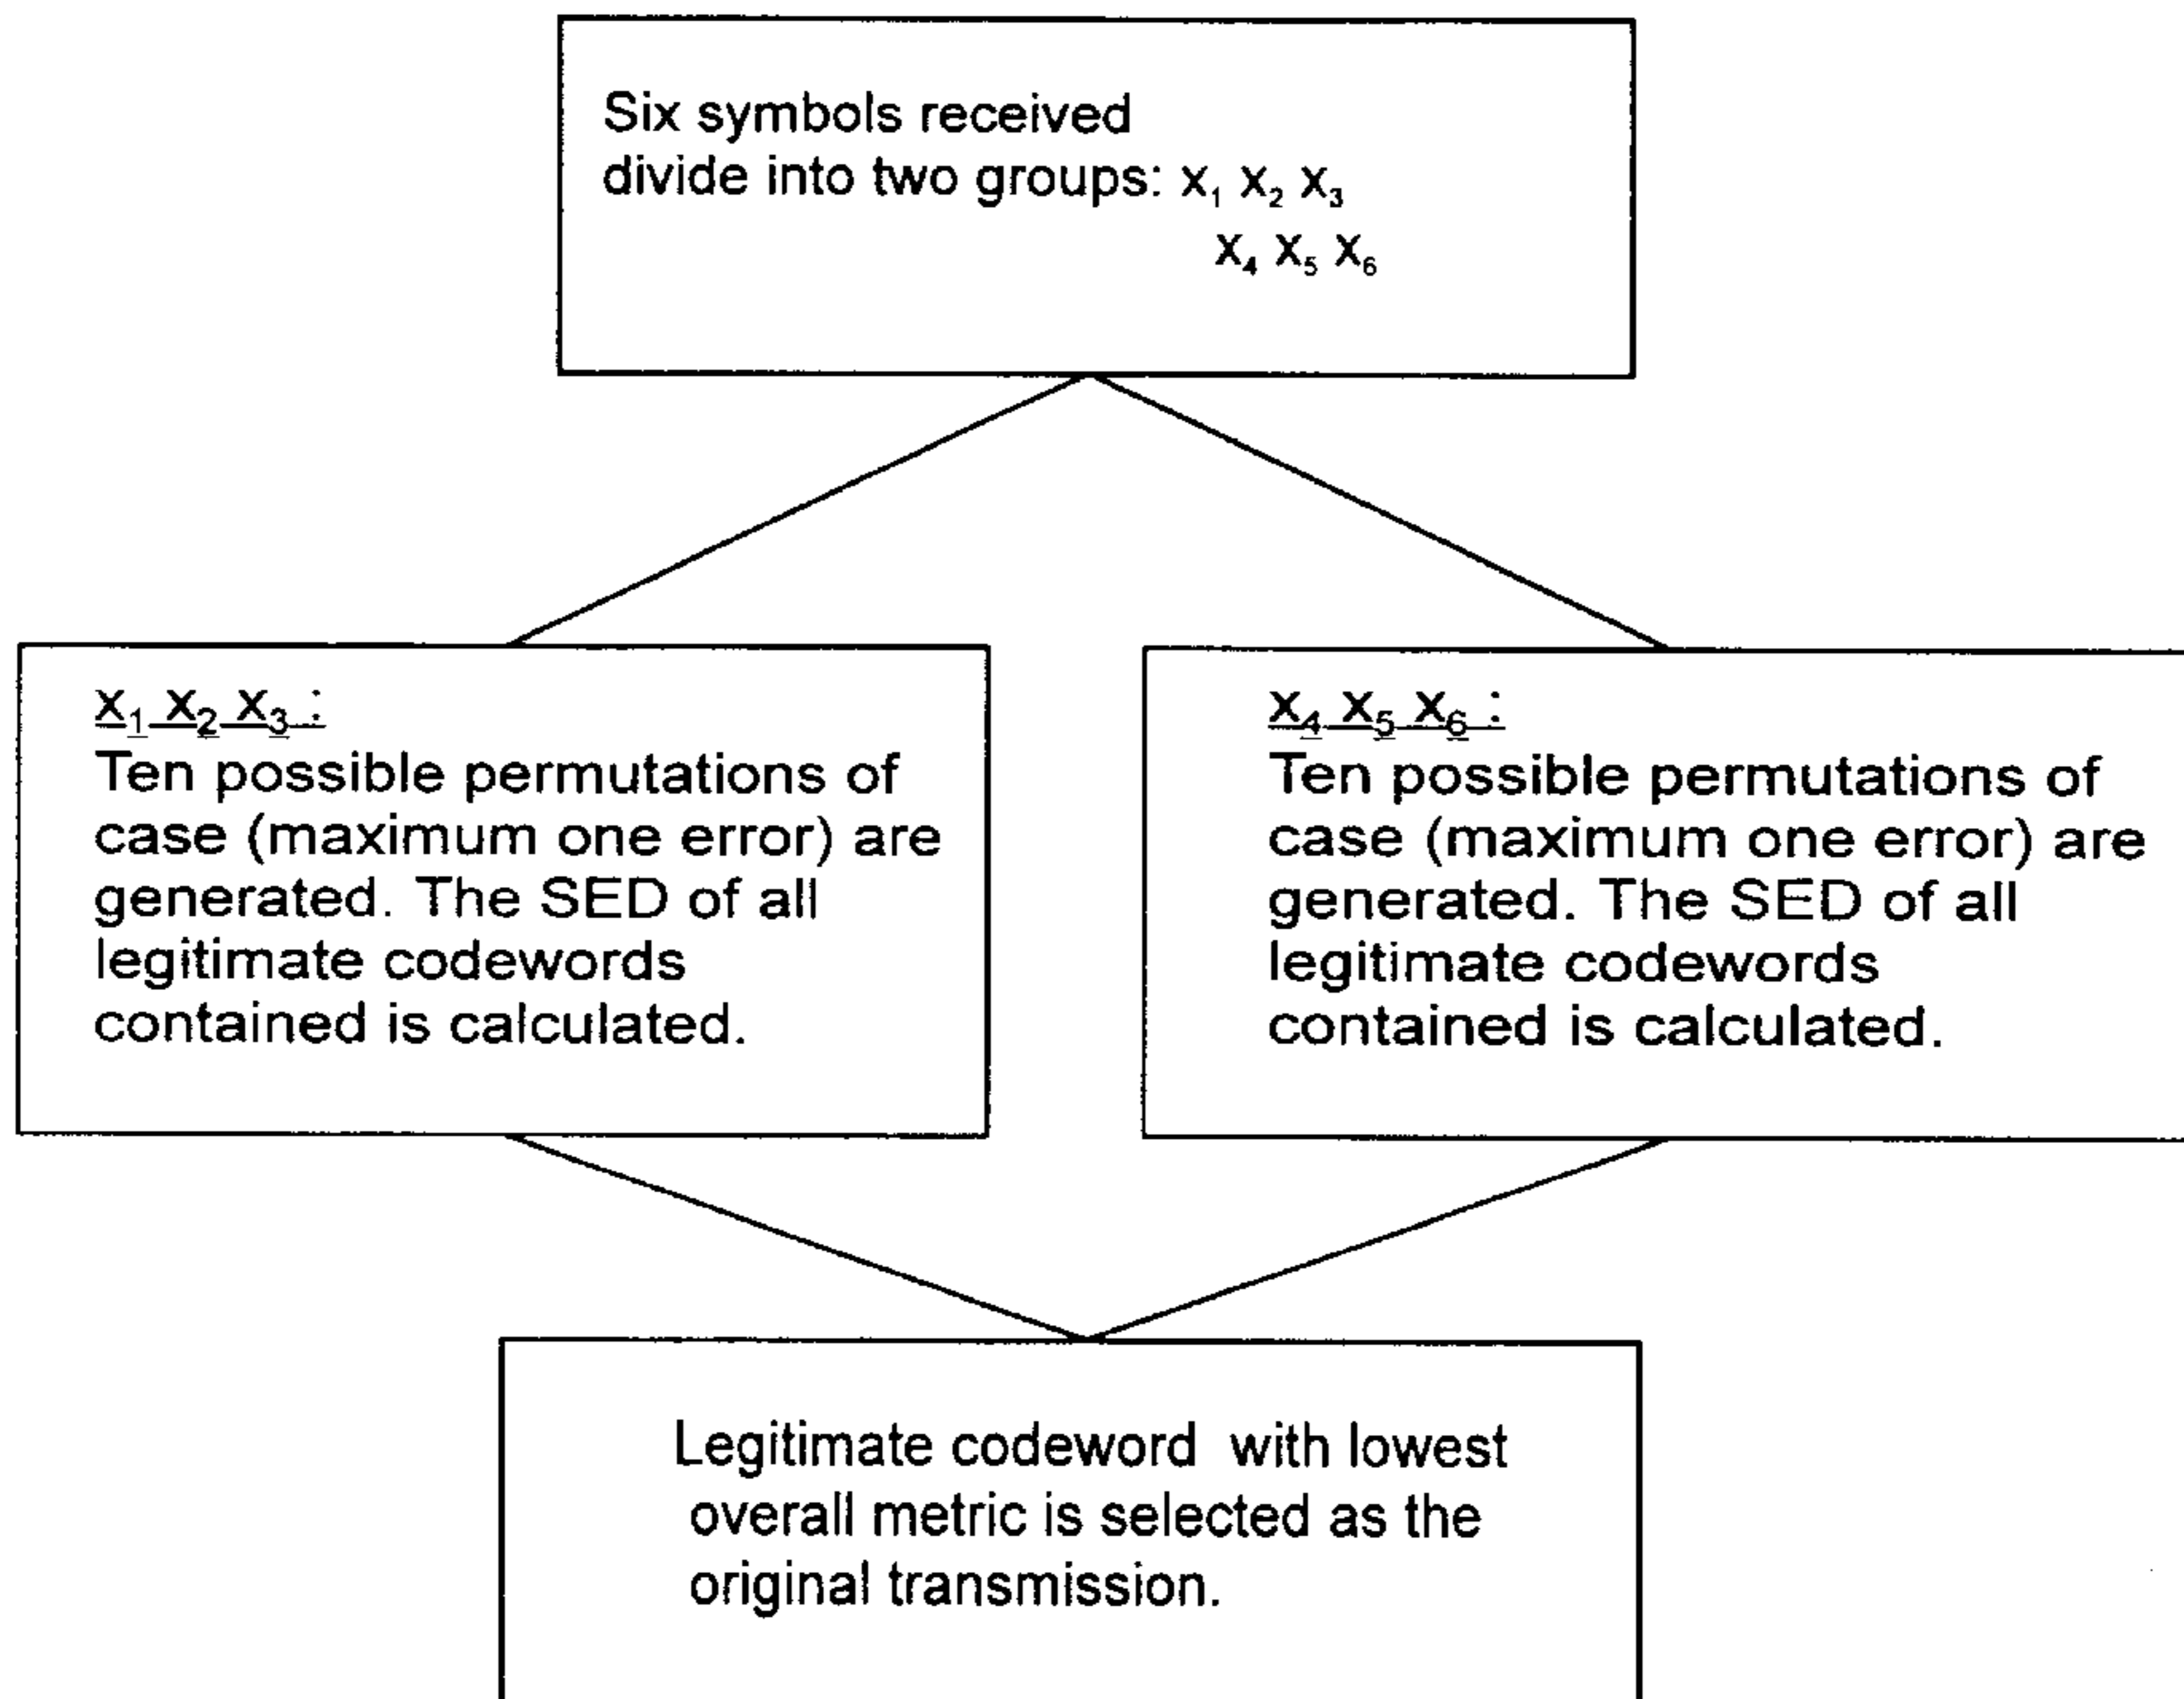 Six symbols received
divide into two groups: x₁ x₂ x₃
x₄ x₅ x₆
x₁ x₂ x₃ :
Ten possible permutations of
case (maximum one error) are
generated. The SED of all
legitimate codewords
contained is calculated.
x₄ x₅ x₆ :
Ten possible permutations of
case (maximum one error) are
generated. The SED of all
legitimate codewords
contained is calculated.
Legitimate codeword with lowest
overall metric is selected as the
original transmission.